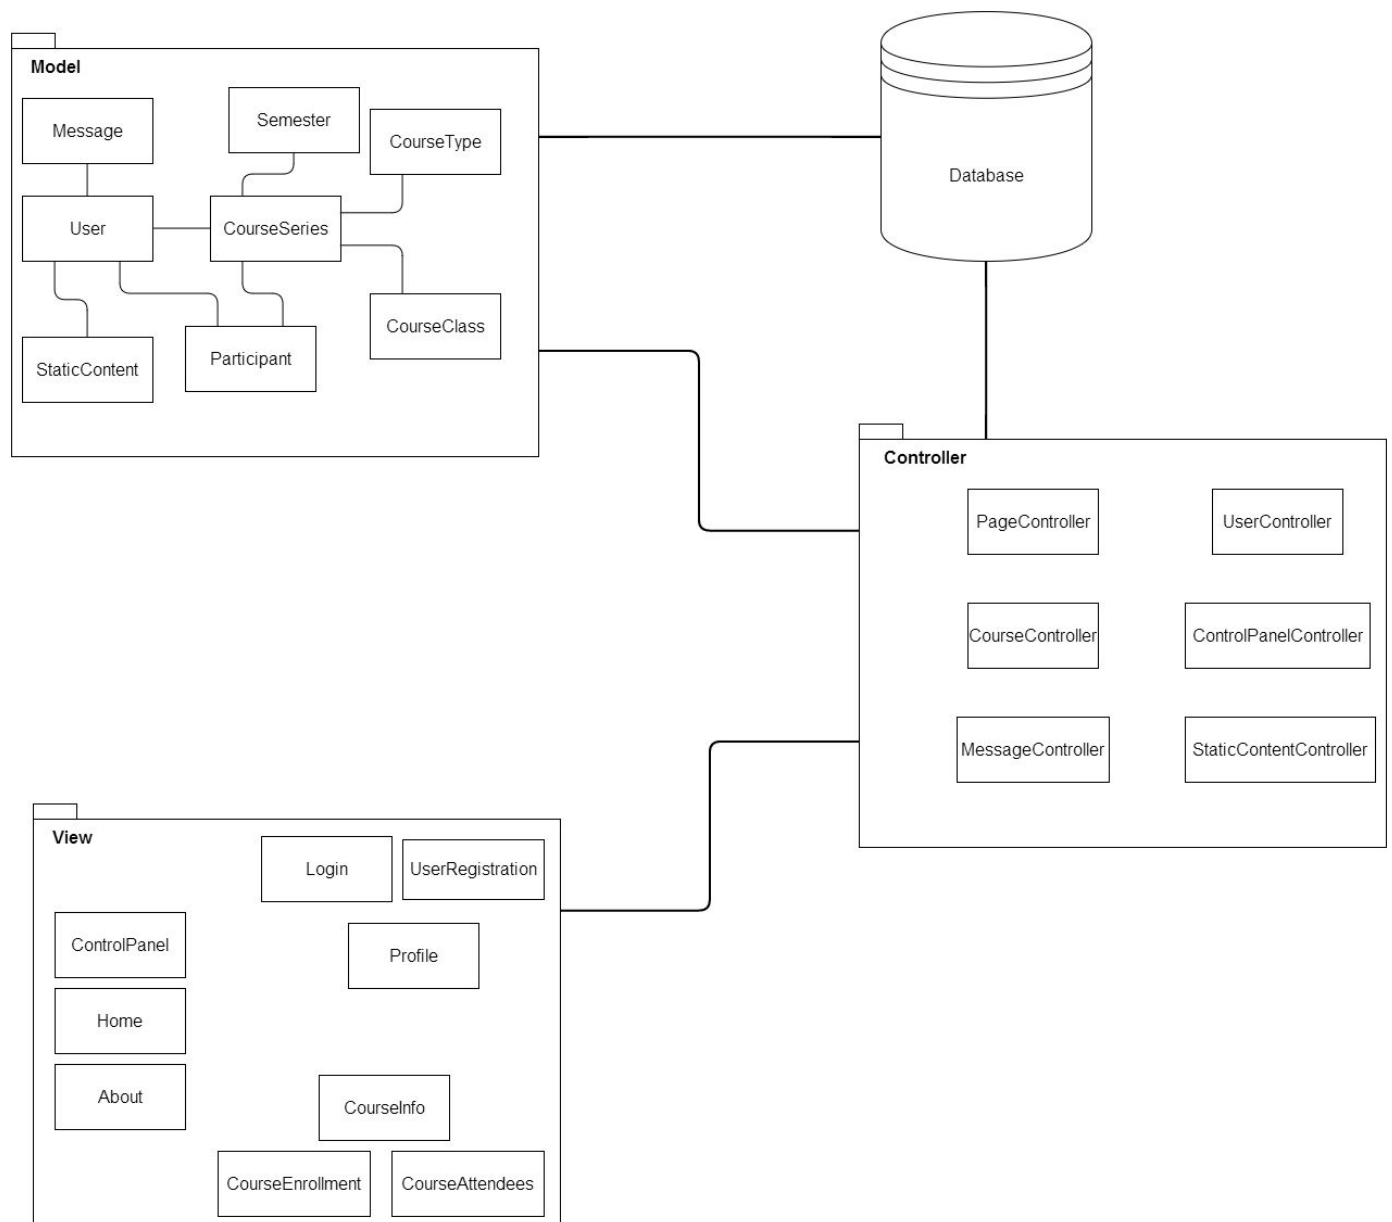 Model
Message
Semester
CourseType
User
CourseSeries
CourseClass
StaticContent
Participant
Database
Controller
PageController
UserController
CourseController
ControlPanelController
MessageController
StaticContentController
View
Login
UserRegistration
ControlPanel
Profile
Home
About
CourseInfo
CourseEnrollment
CourseAttendees